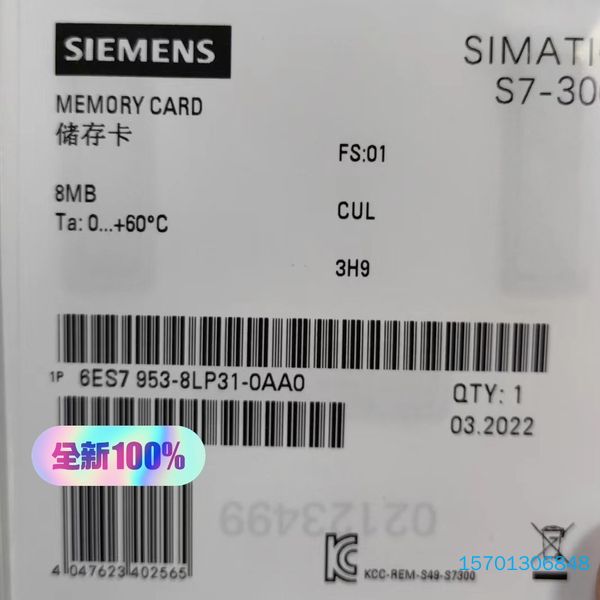 SIEMENS
SIMATI
S7-30
MEMORY CARD
储存卡
FS:01
8MB
CUL
Ta: 0...+60°C
3H9
1P 6ES7 953-8LP31-0AA0
QTY: 1
03.2022
全新100%
02123499
15701306848
4 047623 402565
KCC-REM-S49-S7300